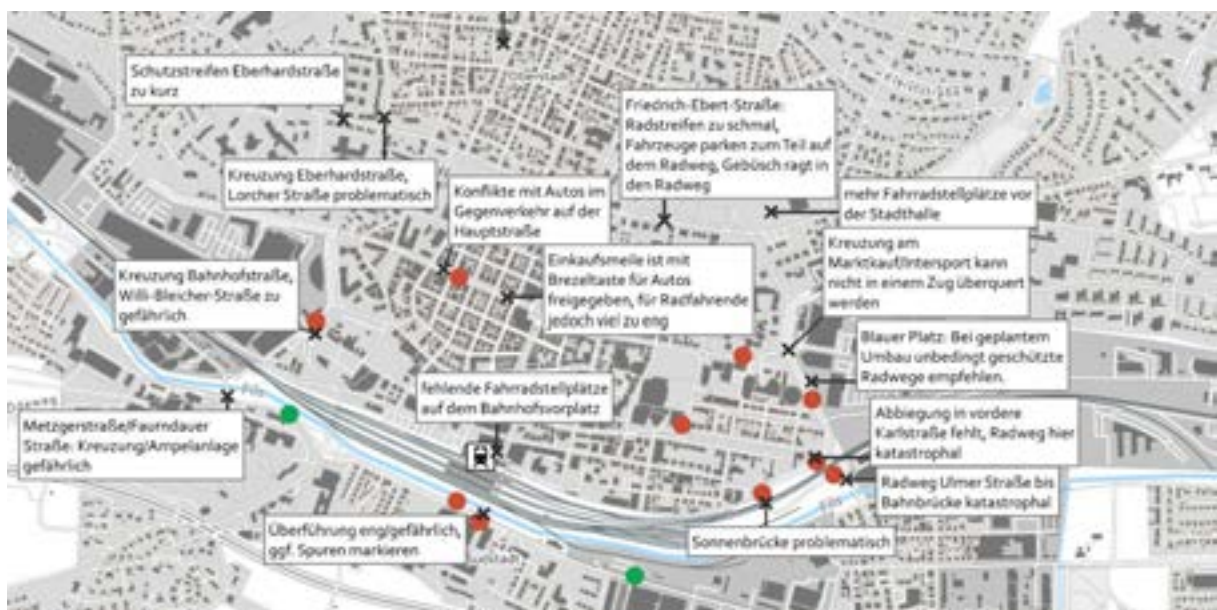 Oberstadt
Schutzstreifen Eberhardstraße
zu kurz
Kreuzung Eberhardstraße,
Lorcher Straße problematisch
Friedrich-Ebert-Straße:
Radstreifen zu schmal,
Fahrzeuge parken zum Teil auf
dem Radweg, Gebüsch ragt in
den Radweg
Konflikte mit Autos im
Gegenverkehr auf der
Hauptstraße
mehr Fahrradstellplätze vor
der Stadthalle
Kreuzung am
Marktkauf/Intersport kann
nicht in einem Zug überquert
werden
Kreuzung Bahnhofstraße,
Willi-Bleicher-Straße zu
gefährlich
Einkaufsmeile ist mit
Brezeltaste für Autos
freigegeben, für Radfahrende
jedoch viel zu eng
Blauer Platz: Bei geplantem
Umbau unbedingt geschützte
Radwege empfehlen.
fehlende Fahrradstellplätze
auf dem Bahnhofsvorplatz
Fils
Metzgerstraße/Faurndauer
Straße: Kreuzung/Ampelanlage
gefährlich
Abbiegung in vordere
Karlstraße fehlt, Radweg hier
katastrophal
Radweg Ulmer Straße bis
Bahnbrücke katastrophal
Fils
Überführung eng/gefährlich,
ggf. Spuren markieren
Sonnenbrücke problematisch